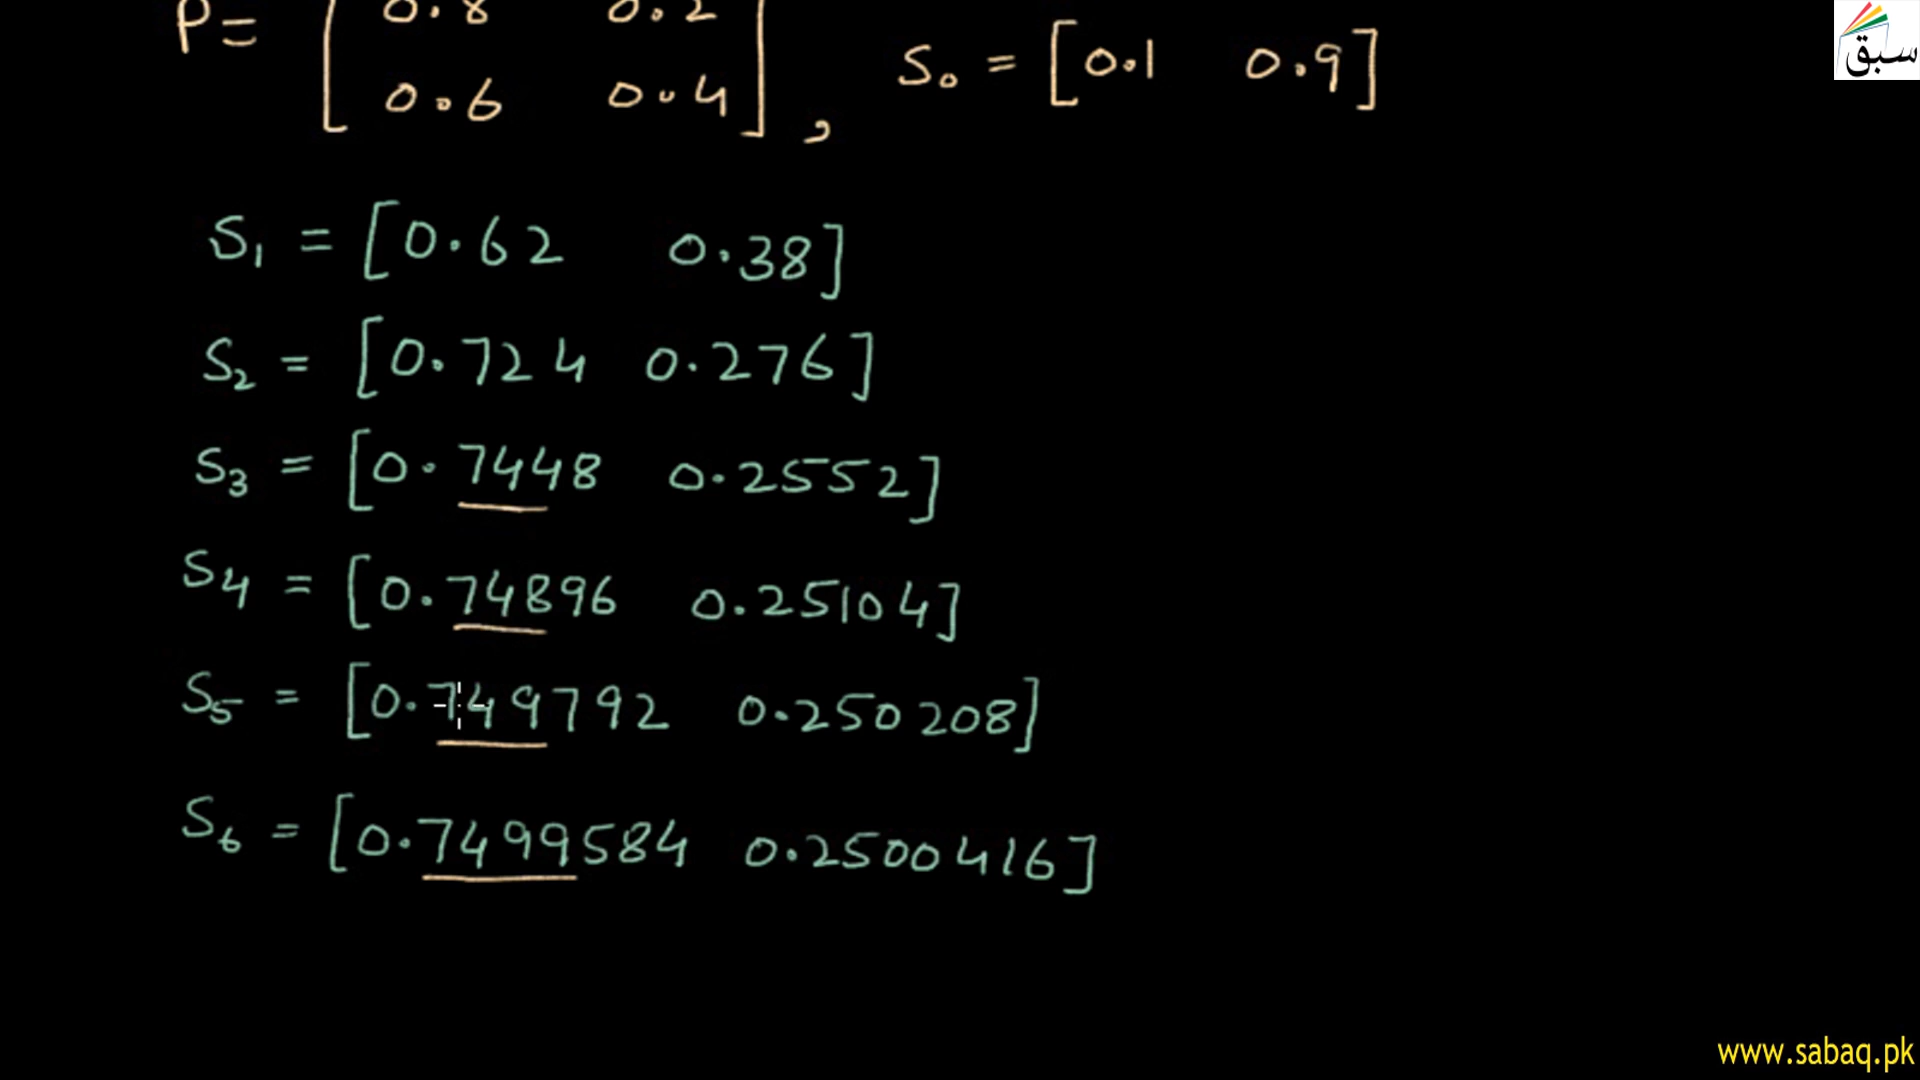 P = [0.8 0.2
0.6 0.4] , S₀ = [0.1 0.9]
سبق
S₁ = [0.62 0.38]
S₂ = [0.724 0.276]
S₃ = [0.7448 0.2552]
S₄ = [0.74896 0.25104]
S₅ = [0.749792 0.250208]
S₆ = [0.7499584 0.2500416]
www.sabaq.pk